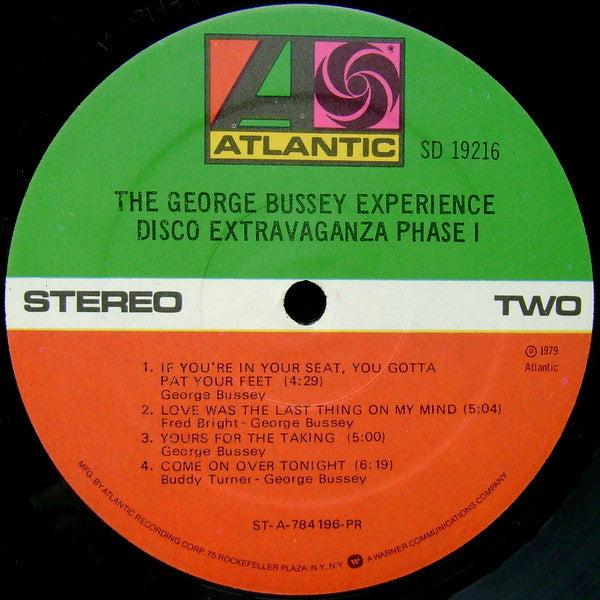 ATLANTIC
SD 19216
THE GEORGE BUSSEY EXPERIENCE
DISCO EXTRAVAGANZA PHASE I
STEREO
TWO
℗ 1979
Atlantic
1. IF YOU'RE IN YOUR SEAT, YOU GOTTA
PAT YOUR FEET (4:29)
George Bussey
2. LOVE WAS THE LAST THING ON MY MIND (5:04)
Fred Bright - George Bussey
3. YOURS FOR THE TAKING (5:00)
George Bussey
4. COME ON OVER TONIGHT (6:19)
Buddy Turner - George Bussey
ST-A-784196-PR
MFG. BY ATLANTIC RECORDING CORP. 75 ROCKEFELLER PLAZA, N.Y., N.Y. W A WARNER COMMUNICATIONS COMPANY